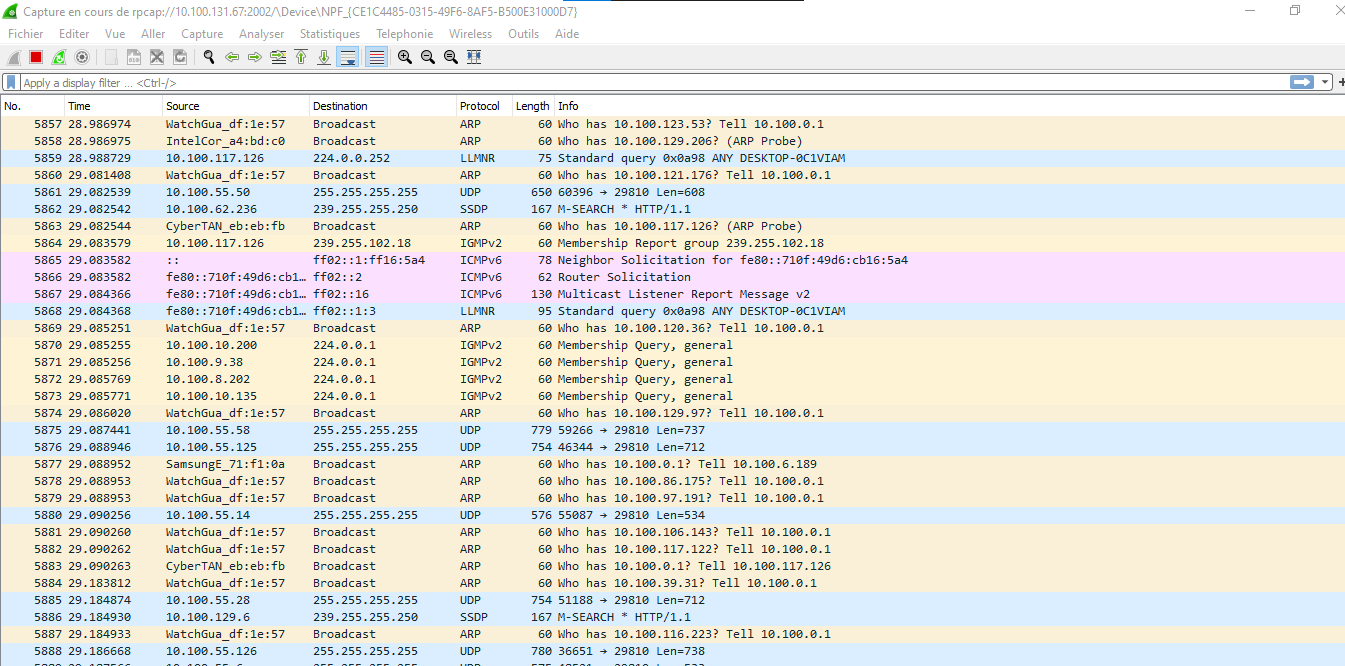 Capture en cours de rpcap://10.100.131.67:2002/\Device\NPF_{CE1C4485-0315-49F6-8AF5-B500E31000D7}
Fichier Editer Vue Aller Capture Analyser Statistiques Telephonie Wireless Outils Aide
Apply a display filter ... <Ctrl-/>
No. Time Source Destination Protocol Length Info
5857 28.986974 WatchGua_df:1e:57 Broadcast ARP 60 Who has 10.100.123.53? Tell 10.100.0.1
5858 28.986975 IntelCor_a4:bd:c0 Broadcast ARP 60 Who has 10.100.129.206? (ARP Probe)
5859 28.988729 10.100.117.126 224.0.0.252 LLMNR 75 Standard query 0x0a98 ANY DESKTOP-0C1VIAM
5860 29.081408 WatchGua_df:1e:57 Broadcast ARP 60 Who has 10.100.121.176? Tell 10.100.0.1
5861 29.082539 10.100.55.50 255.255.255.255 UDP 650 60396 → 29810 Len=608
5862 29.082542 10.100.62.236 239.255.255.250 SSDP 167 M-SEARCH * HTTP/1.1
5863 29.082544 CyberTAN_eb:eb:fb Broadcast ARP 60 Who has 10.100.117.126? (ARP Probe)
5864 29.083579 10.100.117.126 239.255.102.18 IGMPv2 60 Membership Report group 239.255.102.18
5865 29.083582 :: ff02::1:ff16:5a4 ICMPv6 78 Neighbor Solicitation for fe80::710f:49d6:cb16:5a4
5866 29.083582 fe80::710f:49d6:cb1… ff02::2 ICMPv6 62 Router Solicitation
5867 29.084366 fe80::710f:49d6:cb1… ff02::16 ICMPv6 130 Multicast Listener Report Message v2
5868 29.084368 fe80::710f:49d6:cb1… ff02::1:3 LLMNR 95 Standard query 0x0a98 ANY DESKTOP-0C1VIAM
5869 29.085251 WatchGua_df:1e:57 Broadcast ARP 60 Who has 10.100.120.36? Tell 10.100.0.1
5870 29.085255 10.100.10.200 224.0.0.1 IGMPv2 60 Membership Query, general
5871 29.085256 10.100.9.38 224.0.0.1 IGMPv2 60 Membership Query, general
5872 29.085769 10.100.8.202 224.0.0.1 IGMPv2 60 Membership Query, general
5873 29.085771 10.100.10.135 224.0.0.1 IGMPv2 60 Membership Query, general
5874 29.086020 WatchGua_df:1e:57 Broadcast ARP 60 Who has 10.100.129.97? Tell 10.100.0.1
5875 29.087441 10.100.55.58 255.255.255.255 UDP 779 59266 → 29810 Len=737
5876 29.088946 10.100.55.125 255.255.255.255 UDP 754 46344 → 29810 Len=712
5877 29.088952 SamsungE_71:f1:0a Broadcast ARP 60 Who has 10.100.0.1? Tell 10.100.6.189
5878 29.088953 WatchGua_df:1e:57 Broadcast ARP 60 Who has 10.100.86.175? Tell 10.100.0.1
5879 29.088953 WatchGua_df:1e:57 Broadcast ARP 60 Who has 10.100.97.191? Tell 10.100.0.1
5880 29.090256 10.100.55.14 255.255.255.255 UDP 576 55087 → 29810 Len=534
5881 29.090260 WatchGua_df:1e:57 Broadcast ARP 60 Who has 10.100.106.143? Tell 10.100.0.1
5882 29.090262 WatchGua_df:1e:57 Broadcast ARP 60 Who has 10.100.117.122? Tell 10.100.0.1
5883 29.090263 CyberTAN_eb:eb:fb Broadcast ARP 60 Who has 10.100.0.1? Tell 10.100.117.126
5884 29.183812 WatchGua_df:1e:57 Broadcast ARP 60 Who has 10.100.39.31? Tell 10.100.0.1
5885 29.184874 10.100.55.28 255.255.255.255 UDP 754 51188 → 29810 Len=712
5886 29.184930 10.100.129.6 239.255.255.250 SSDP 167 M-SEARCH * HTTP/1.1
5887 29.184933 WatchGua_df:1e:57 Broadcast ARP 60 Who has 10.100.116.223? Tell 10.100.0.1
5888 29.186668 10.100.55.126 255.255.255.255 UDP 780 36651 → 29810 Len=738